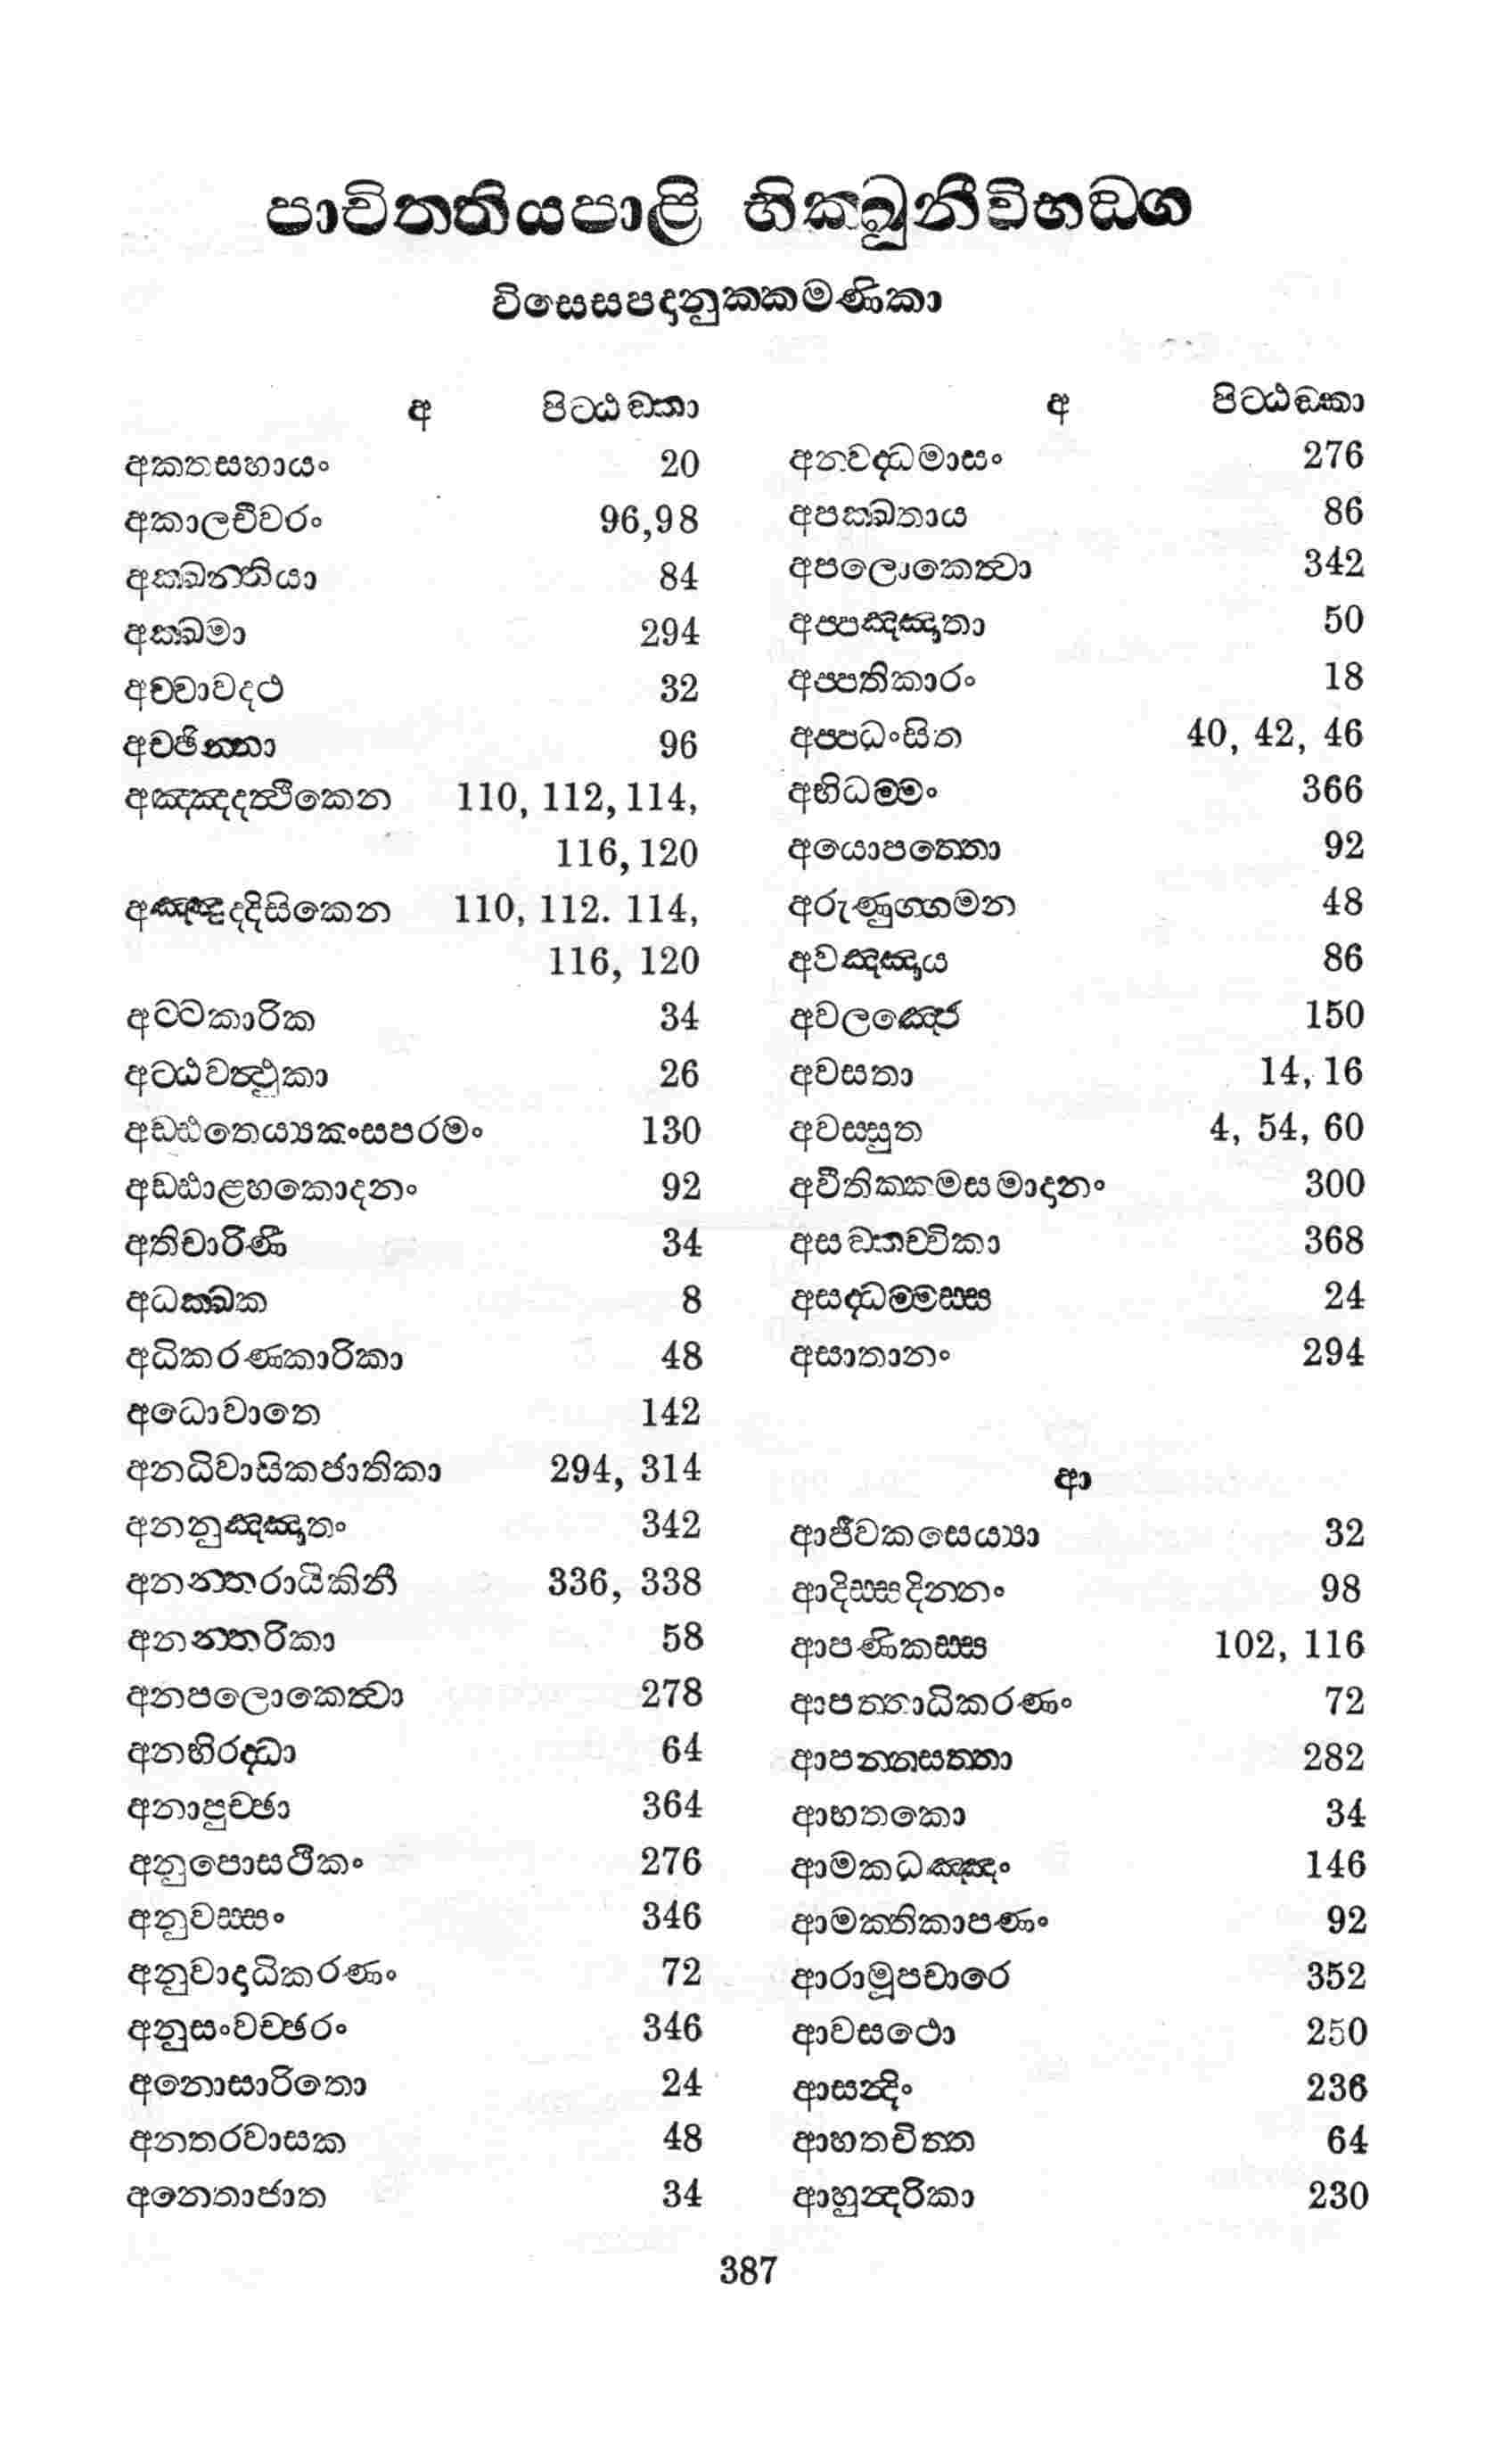 පාචිත්තියපාළි භික්ඛුනීවිභඞ්ග
විසෙසපදානුක්කමණිකා
අ පිට්ඨඞ්කා
අකතසහායං 20
අකාලචීවරං 96,98
අක්ඛන්තියා 84
අක්ඛමා 294
අච්චාවදථ 32
අච්ඡින්නා 96
අඤ්ඤදත්ථිකෙන 110, 112, 114,
116, 120
අඤ්ඤද්දිසිකෙන 110, 112. 114,
116, 120
අට්ටකාරික 34
අට්ඨවත්ථුකා 26
අඩ්ඪතෙය්‍යකංසපරමං 130
අඩ්ඪාළහකොදනං 92
අතිචාරිණී 34
අධක්ඛක 8
අධිකරණකාරිකා 48
අධොවාතෙ 142
අනධිවාසිකජාතිකා 294, 314
අනනුඤ්ඤාතං 342
අනන්තරායිකිනී 336, 338
අනන්තරිකා 58
අනපලොකෙත්වා 278
අනභිරද්ධා 64
අනාපුච්ඡා 364
අනුපොසථිකං 276
අනුවස්සං 346
අනුවාදාධිකරණං 72
අනුසංවච්ඡරං 346
අනොසාරිතො 24
අන්තරවාසක 48
අන්තොජාත 34
අ පිට්ඨඞ්කා
අන්වද්ධමාසං 276
අපක්ඛතාය 86
අපලොකෙත්වා 342
අප්පඤ්ඤාතා 50
අප්පතිකාරං 18
අප්පධංසිත 40, 42, 46
අභිධම්මං 366
අයොපත්තො 92
අරුණුග්ගමන 48
අවඤ්ඤාය 86
අවලඤ්ජෙ 150
අවසතා 14, 16
අවස්සුත 4, 54, 60
අවීතික්කමසමාදානං 300
අසඞ්කච්චිකා 368
අසද්ධම්මස්ස 24
අසාතානං 294
ආ
ආජීවකසෙය්‍යා 32
ආදිස්සදින්නං 98
ආපණිකස්ස 102, 116
ආපත්තාධිකරණං 72
ආපන්නසත්තා 282
ආභතකො 34
ආමකධඤ්ඤං 146
ආමකත්තිකාපණං 92
ආරාමූපචාරෙ 352
ආවසථො 250
ආසන්දිං 236
ආහතචිත්ත 64
ආහුන්දරිකා 230
387